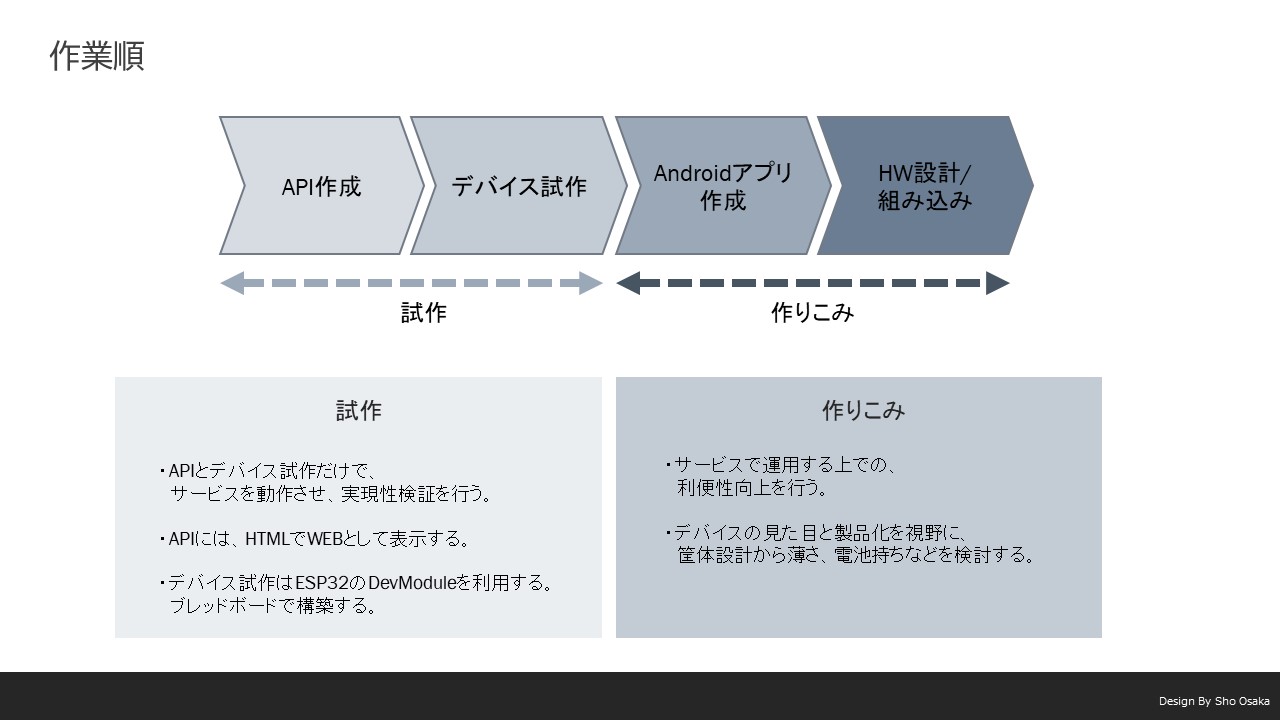 作業順
API作成
デバイス試作
Androidアプリ
作成
HW設計/
組み込み
試作
作りこみ
試作
・APIとデバイス試作だけで、
サービスを動作させ、実現性検証を行う。
・APIには、HTMLでWEBとして表示する。
・デバイス試作はESP32のDevModuleを利用する。
ブレッドボードで構築する。
作りこみ
・サービスで運用する上での、
利便性向上を行う。
・デバイスの見た目と製品化を視野に、
筐体設計から薄さ、電池持ちなどを検討する。
Design By Sho Osaka